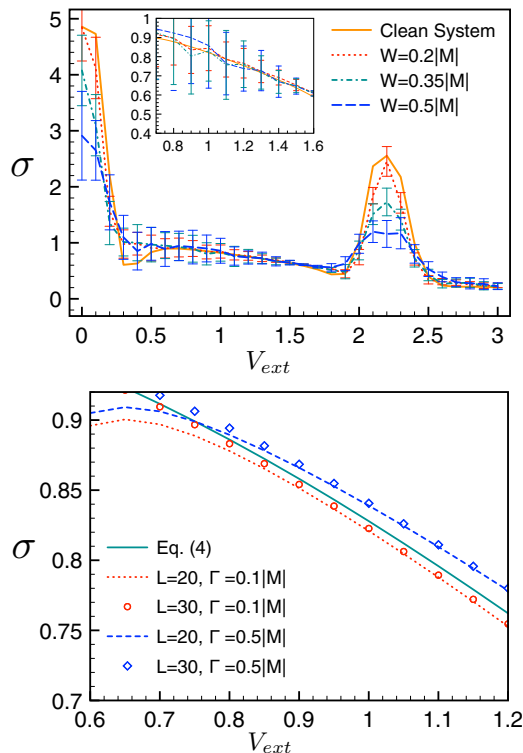 5
4
3
2
1
0
σ
0 0.5 1 1.5 2 2.5 3
V_ext
1
0.9
0.8
0.7
0.6
0.5
0.4
0.8 1 1.2 1.4 1.6
Clean System
W=0.2|M|
W=0.35|M|
W=0.5|M|
0.9
0.85
0.8
0.75
0.7
σ
0.6 0.7 0.8 0.9 1 1.1 1.2
V_ext
Eq. (4)
L=20, Γ=0.1|M|
L=30, Γ=0.1|M|
L=20, Γ=0.5|M|
L=30, Γ=0.5|M|